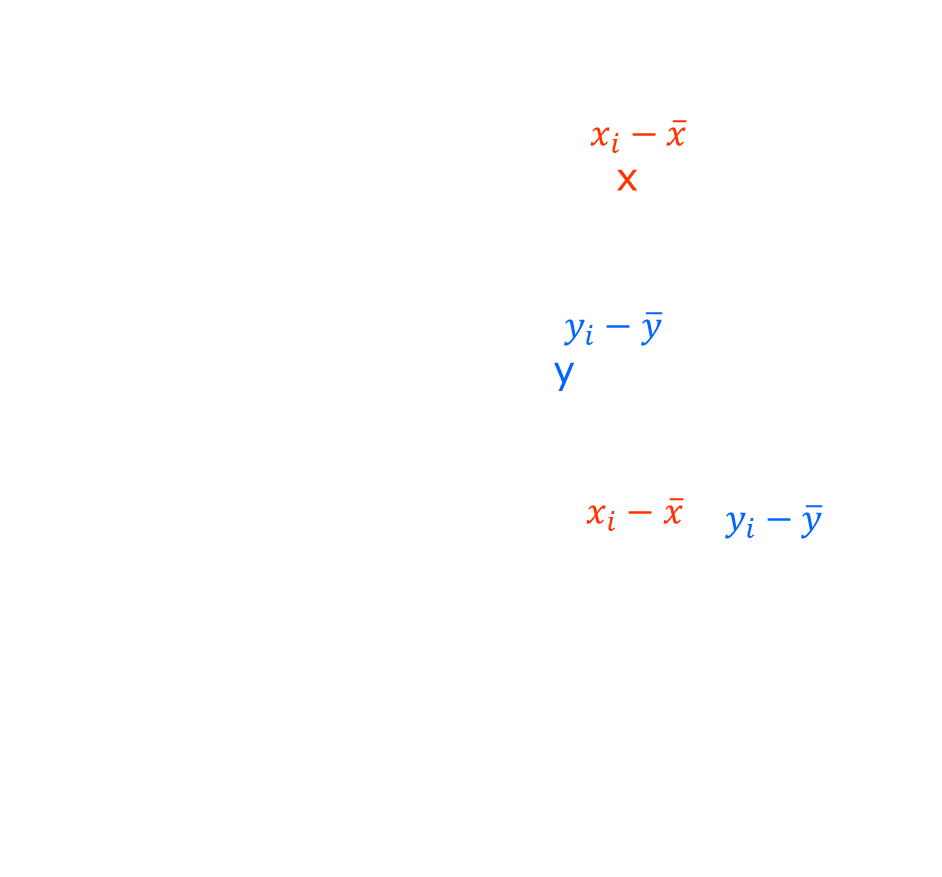 xᵢ − x̄
x
yᵢ − ȳ
y
xᵢ − x̄ yᵢ − ȳ